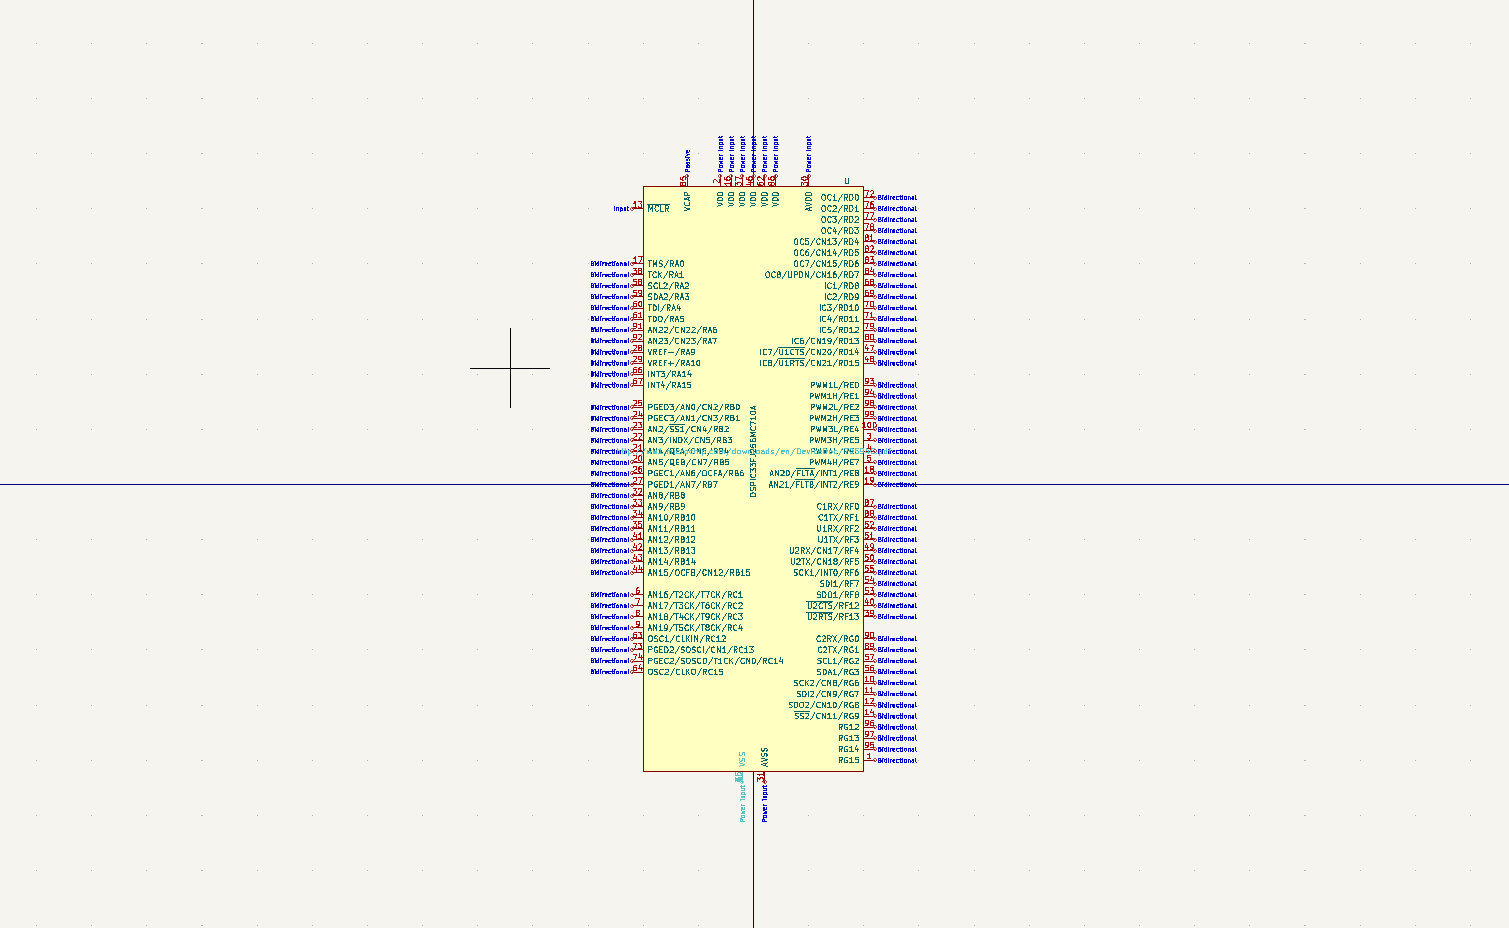 Passive Power Input Power Input Power Input Power Input Power Input Power Input Power Input
85 2 16 37 46 62 86 30 U
VCAP VDD VDD VDD VDD VDD VDD AVDD
OC1/RD0 72 Bidirectional
Input 13 MCLR OC2/RD1 76 Bidirectional
OC3/RD2 77 Bidirectional
OC4/RD3 78 Bidirectional
OC5/CN13/RD4 81 Bidirectional
OC6/CN14/RD5 82 Bidirectional
Bidirectional 17 TMS/RA0 OC7/CN15/RD6 83 Bidirectional
Bidirectional 38 TCK/RA1 OC8/UPDN/CN16/RD7 84 Bidirectional
Bidirectional 58 SCL2/RA2 IC1/RD8 68 Bidirectional
Bidirectional 59 SDA2/RA3 IC2/RD9 69 Bidirectional
Bidirectional 60 TDI/RA4 IC3/RD10 70 Bidirectional
Bidirectional 61 TDO/RA5 IC4/RD11 71 Bidirectional
Bidirectional 91 AN22/CN22/RA6 IC5/RD12 79 Bidirectional
Bidirectional 92 AN23/CN23/RA7 IC6/CN19/RD13 80 Bidirectional
Bidirectional 28 VREF-/RA9 IC7/U1CTS/CN20/RD14 47 Bidirectional
Bidirectional 29 VREF+/RA10 IC8/U1RTS/CN21/RD15 48 Bidirectional
Bidirectional 66 INT3/RA14
Bidirectional 67 INT4/RA15 PWM1L/RE0 93 Bidirectional
PWM1H/RE1 94 Bidirectional
Bidirectional 25 PGED3/AN0/CN2/RB0 PWM2L/RE2 98 Bidirectional
Bidirectional 24 PGEC3/AN1/CN3/RB1 PWM2H/RE3 99 Bidirectional
Bidirectional 23 AN2/SS1/CN4/RB2 PWM3L/RE4 100 Bidirectional
Bidirectional 22 AN3/INDX/CN5/RB3 PWM3H/RE5 3 Bidirectional
Bidirectional 21 4 Bidirectional
Bidirectional 20 AN5/QEB/CN7/RB5 PWM4H/RE7 5 Bidirectional
Bidirectional 26 PGEC1/AN6/OCFA/RB6 AN20/FLTA/INT1/RE8 18 Bidirectional
Bidirectional 27 PGED1/AN7/RB7 AN21/FLTB/INT2/RE9 19 Bidirectional
DSPIC33FJ256MC710A
Bidirectional 32 AN8/RB8
Bidirectional 33 AN9/RB9 C1RX/RF0 87 Bidirectional
Bidirectional 34 AN10/RB10 C1TX/RF1 88 Bidirectional
Bidirectional 35 AN11/RB11 U1RX/RF2 52 Bidirectional
Bidirectional 41 AN12/RB12 U1TX/RF3 51 Bidirectional
Bidirectional 42 AN13/RB13 U2RX/CN17/RF4 49 Bidirectional
Bidirectional 43 AN14/RB14 U2TX/CN18/RF5 50 Bidirectional
Bidirectional 44 AN15/OCFB/CN12/RB15 SCK1/INT0/RF6 55 Bidirectional
SDI1/RF7 54 Bidirectional
Bidirectional 6 AN16/T2CK/T7CK/RC1 SDO1/RF8 53 Bidirectional
Bidirectional 7 AN17/T3CK/T6CK/RC2 U2CTS/RF12 40 Bidirectional
Bidirectional 8 AN18/T4CK/T9CK/RC3 U2RTS/RF13 39 Bidirectional
Bidirectional 9 AN19/T5CK/T8CK/RC4
Bidirectional 63 OSC1/CLKIN/RC12 C2RX/RG0 90 Bidirectional
Bidirectional 73 PGED2/SOSCI/CN1/RC13 C2TX/RG1 89 Bidirectional
Bidirectional 74 PGEC2/SOSCO/T1CK/CN0/RC14 SCL1/RG2 57 Bidirectional
Bidirectional 64 OSC2/CLKO/RC15 SDA1/RG3 56 Bidirectional
SCK2/CN8/RG6 10 Bidirectional
SDI2/CN9/RG7 11 Bidirectional
SDO2/CN10/RG8 12 Bidirectional
SS2/CN11/RG9 14 Bidirectional
RG12 96 Bidirectional
RG13 97 Bidirectional
RG14 95 Bidirectional
RG15 1 Bidirectional
VSS AVSS
31
Power Input Power Input